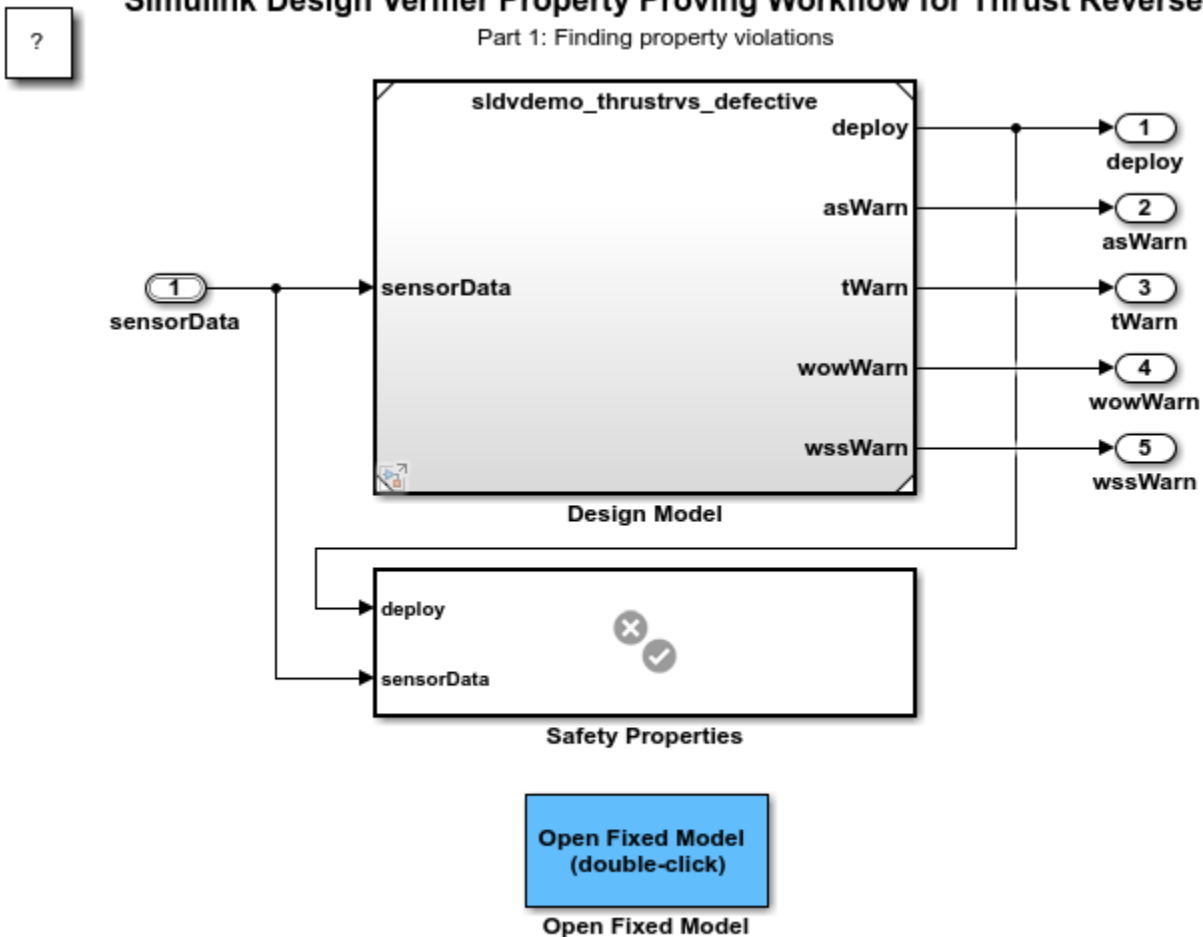 Simulink Design Verifier Property Proving Workflow for Thrust Reverse
?
Part 1: Finding property violations
sldvdemo_thrustrvs_defective
deploy
1
deploy
asWarn
2
asWarn
1
sensorData
sensorData
tWarn
3
tWarn
wowWarn
4
wowWarn
wssWarn
5
wssWarn
Design Model
deploy
sensorData
Safety Properties
Open Fixed Model
(double-click)
Open Fixed Model